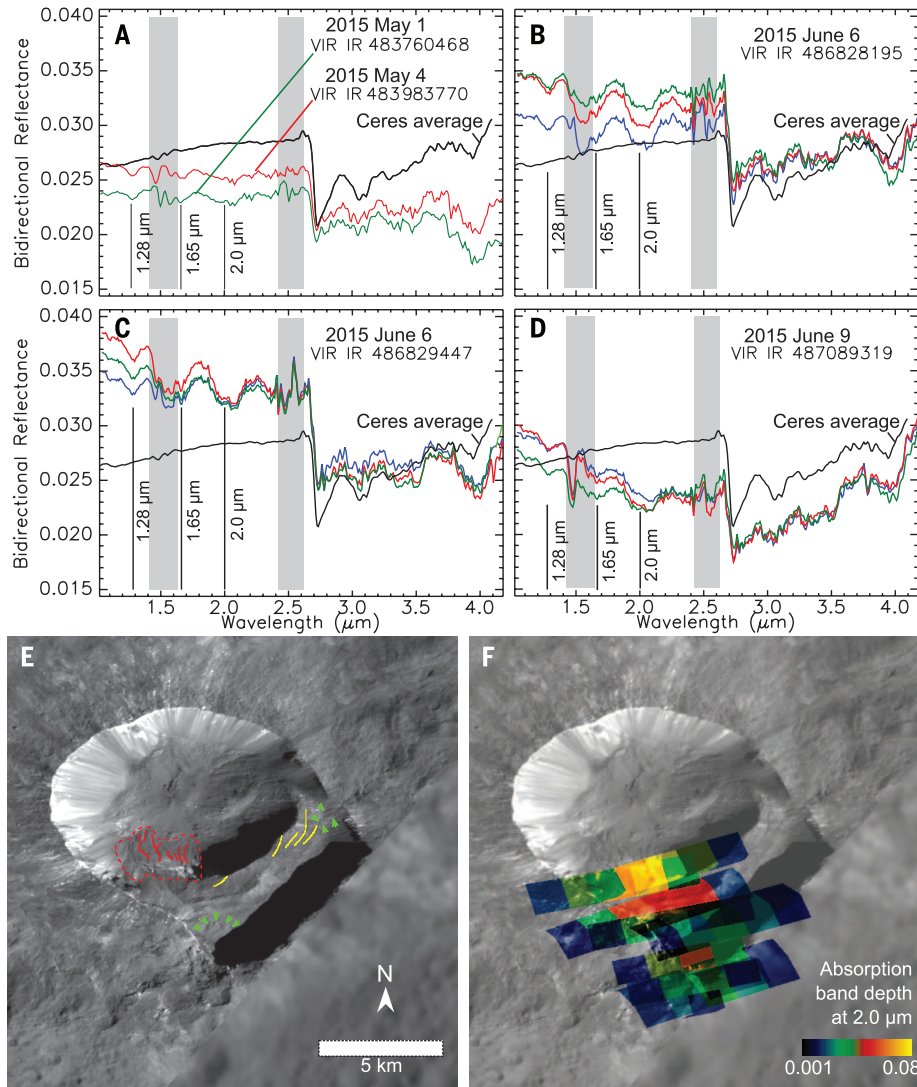 A
2015 May 1
VIR IR 483760468
2015 May 4
VIR IR 483983770
Ceres average
1.28 µm
1.65 µm
2.0 µm
0.040
0.035
0.030
0.025
0.020
0.015
Bidirectional Reflectance
B
2015 June 6
VIR IR 486828195
Ceres average
1.28 µm
1.65 µm
2.0 µm
C
2015 June 6
VIR IR 486829447
Ceres average
1.28 µm
1.65 µm
2.0 µm
0.040
0.035
0.030
0.025
0.020
0.015
Bidirectional Reflectance
1.5 2.0 2.5 3.0 3.5 4.0
D
2015 June 9
VIR IR 487089319
Ceres average
1.28 µm
1.65 µm
2.0 µm
1.5 2.0 2.5 3.0 3.5 4.0
Wavelength (µm)
Wavelength (µm)
E
N
5 km
F
Absorption
band depth
at 2.0 µm
0.001 0.08